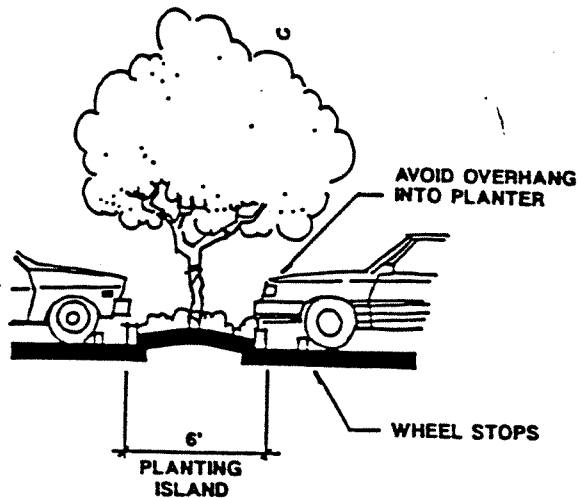 AVOID OVERHANG
INTO PLANTER
6'
PLANTING
ISLAND
WHEEL STOPS